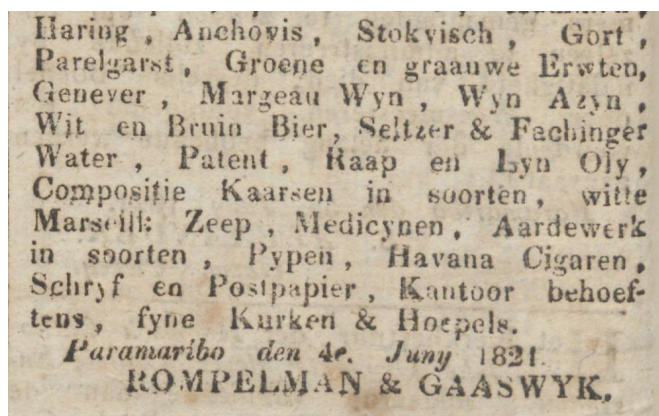 Haring , Anchovis , Stokvisch , Gort ,
Parelgarst , Groene en graauwe Erwten,
Genever , Margeau Wyn , Wyn Azyn ,
Wit en Bruin Bier, Seltzer & Fachinger
Water , Patent , Raap en Lyn Oly ,
Compositie Kaarsen in soorten , witte
Marseill: Zeep , Medicynen , Aardewerk
in soorten , Pypen , Havana Cigaren ,
Schryf en Postpapier , Kantoor behoef-
tens , fyne Kurken & Hoepels.
Paramaribo den 4e. Juny 1821.
ROMPELMAN & GAASWYK.